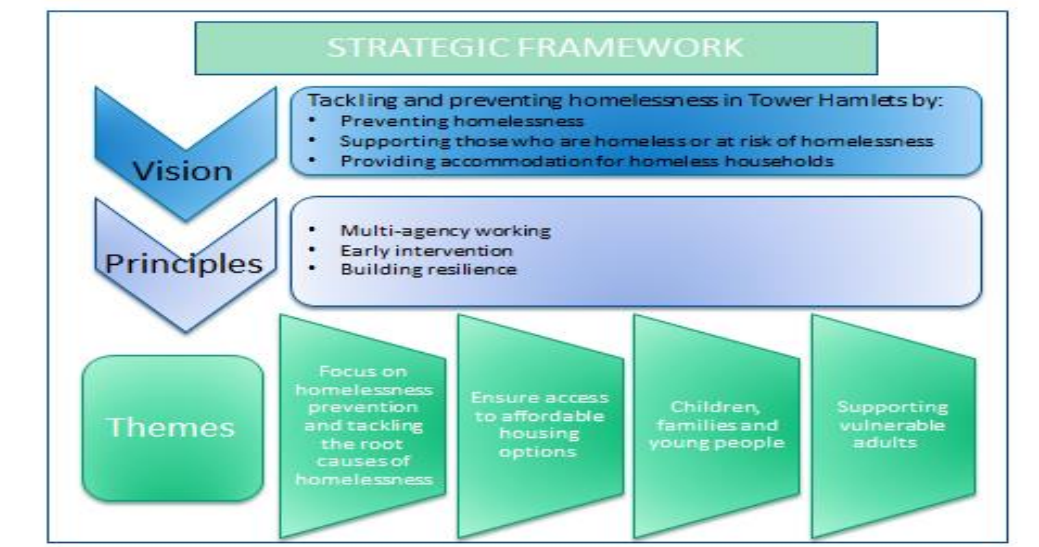 STRATEGIC FRAMEWORK
Vision
Tackling and preventing homelessness in Tower Hamlets by:
• Preventing homelessness
• Supporting those who are homeless or at risk of homelessness
• Providing accommodation for homeless households
Principles
• Multi-agency working
• Early intervention
• Building resilience
Themes
Focus on
homelessness
prevention
and tackling
the root
causes of
homelessness
Ensure access
to affordable
housing
options
Children,
families and
young people
Supporting
vulnerable
adults